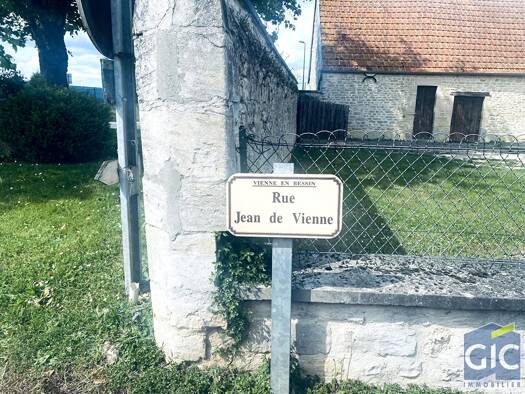 VIENNE EN BESSIN
Rue
Jean de Vienne
GIC
IMMOBILIER